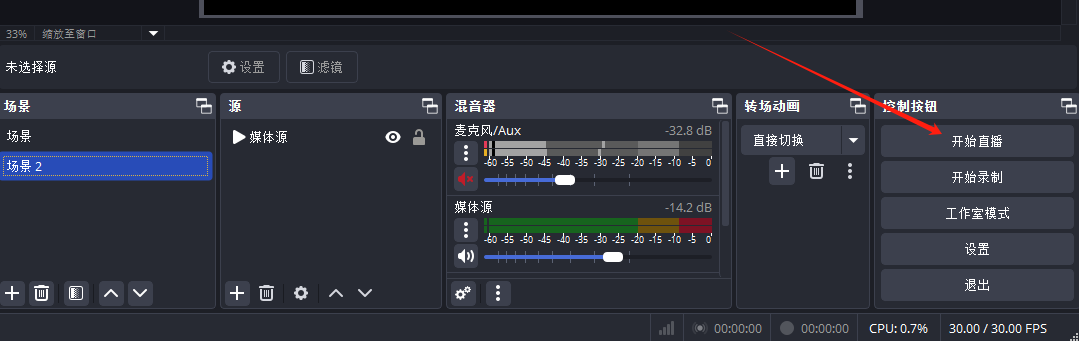 33% 缩放至窗口
未选择源 设置 滤镜
场景 源 混音器 转场动画 控制按钮
场景
场景 2
媒体源
麦克风/Aux -32.8 dB
-60 -55 -50 -45 -40 -35 -30 -25 -20 -15 -10 -5 0
媒体源 -14.2 dB
-60 -55 -50 -45 -40 -35 -30 -25 -20 -15 -10 -5 0
直接切换
开始直播
开始录制
工作室模式
设置
退出
00:00:00 00:00:00 CPU: 0.7% 30.00 / 30.00 FPS